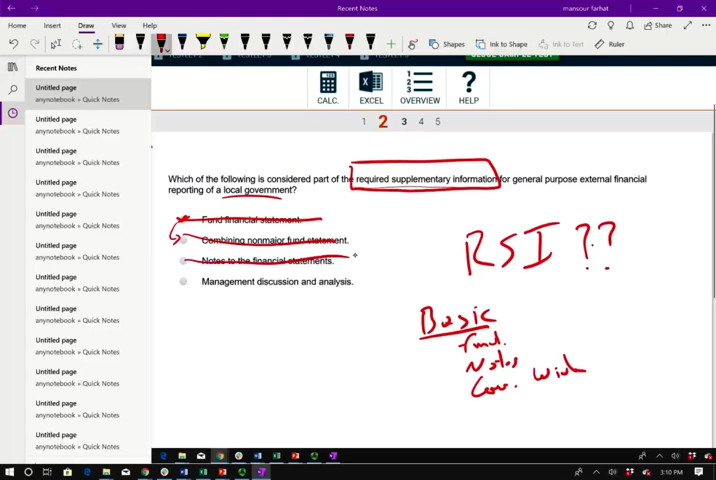 Recent Notes
mansour farhat
Home Insert Draw View Help
Share
Shapes Ink to Shape Ink to Text Ruler
Recent Notes
Untitled page
anynotebook » Quick Notes
Untitled page
anynotebook » Quick Notes
Untitled page
anynotebook » Quick Notes
Untitled page
anynotebook » Quick Notes
Untitled page
anynotebook » Quick Notes
Untitled page
anynotebook » Quick Notes
Untitled page
anynotebook » Quick Notes
Untitled page
anynotebook » Quick Notes
Untitled page
anynotebook » Quick Notes
Untitled page
anynotebook » Quick Notes
Untitled page
anynotebook » Quick Notes
Untitled page
anynotebook » Quick Notes
CALC. EXCEL OVERVIEW HELP
1 2 3 4 5
Which of the following is considered part of the required supplementary information for general purpose external financial
reporting of a local government?
Fund financial statement.
Combining nonmajor fund statement.
Notes to the financial statements.
Management discussion and analysis.
RSI ??
Basic
Fund.
Notes
Gov. Wide
3:10 PM